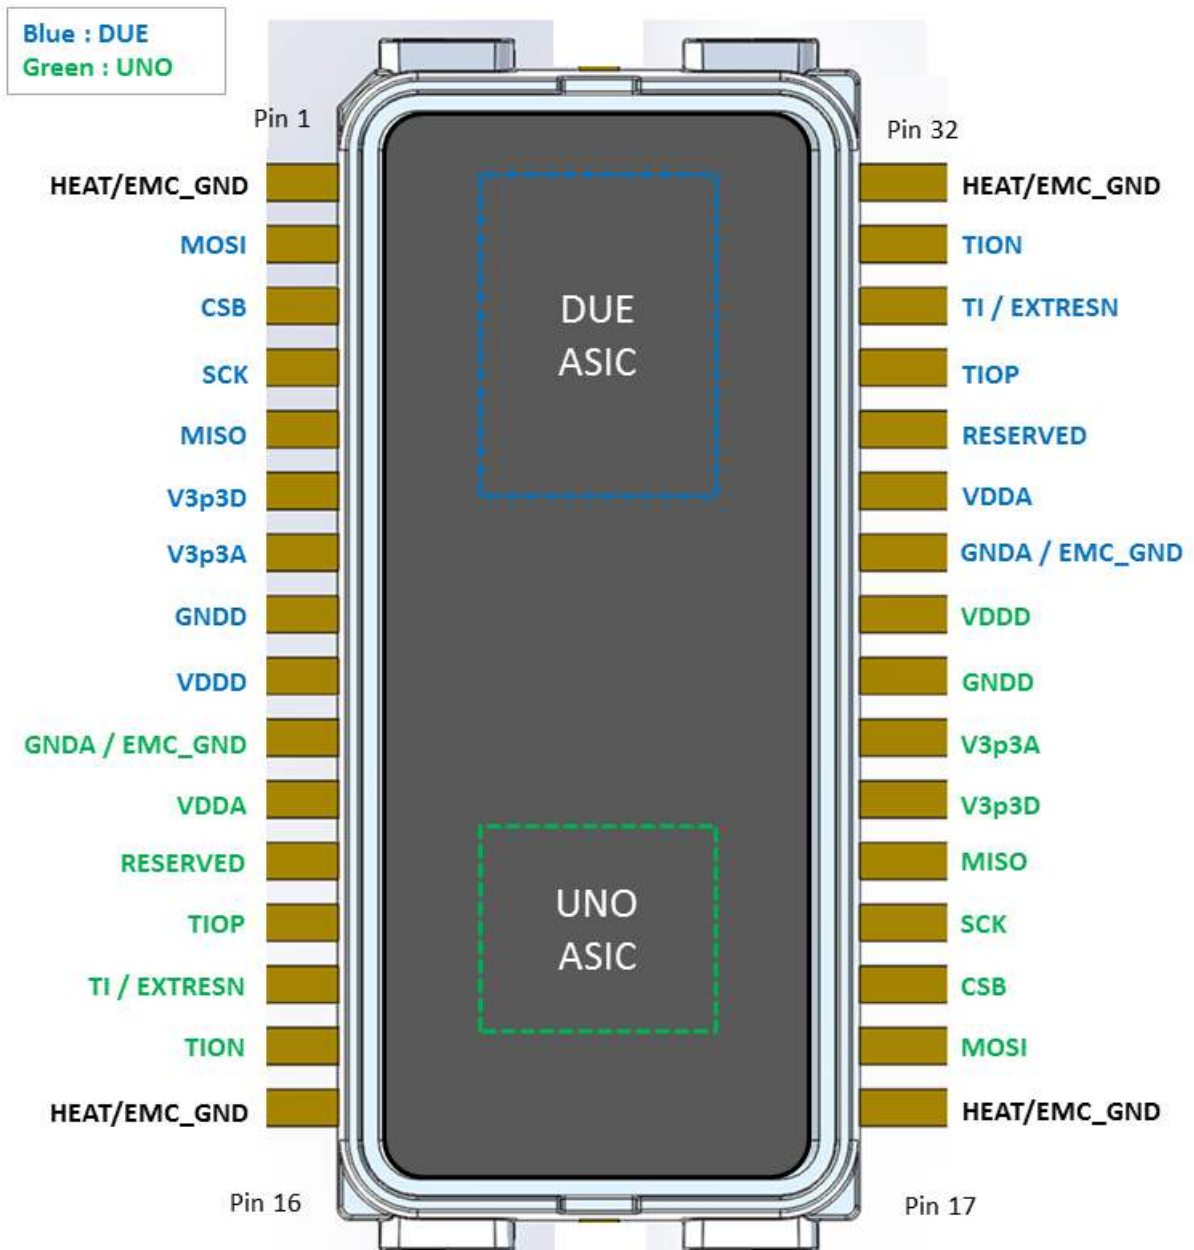 Blue : DUE
Green : UNO
Pin 1
Pin 32
HEAT/EMC_GND
HEAT/EMC_GND
MOSI
TION
CSB
TI / EXTRESN
SCK
TIOP
MISO
RESERVED
V3p3D
VDDA
V3p3A
GNDA / EMC_GND
GNDD
VDDD
VDDD
GNDD
GNDA / EMC_GND
V3p3A
VDDA
V3p3D
RESERVED
MISO
TIOP
SCK
TI / EXTRESN
CSB
TION
MOSI
HEAT/EMC_GND
HEAT/EMC_GND
Pin 16
Pin 17
DUE
ASIC
UNO
ASIC